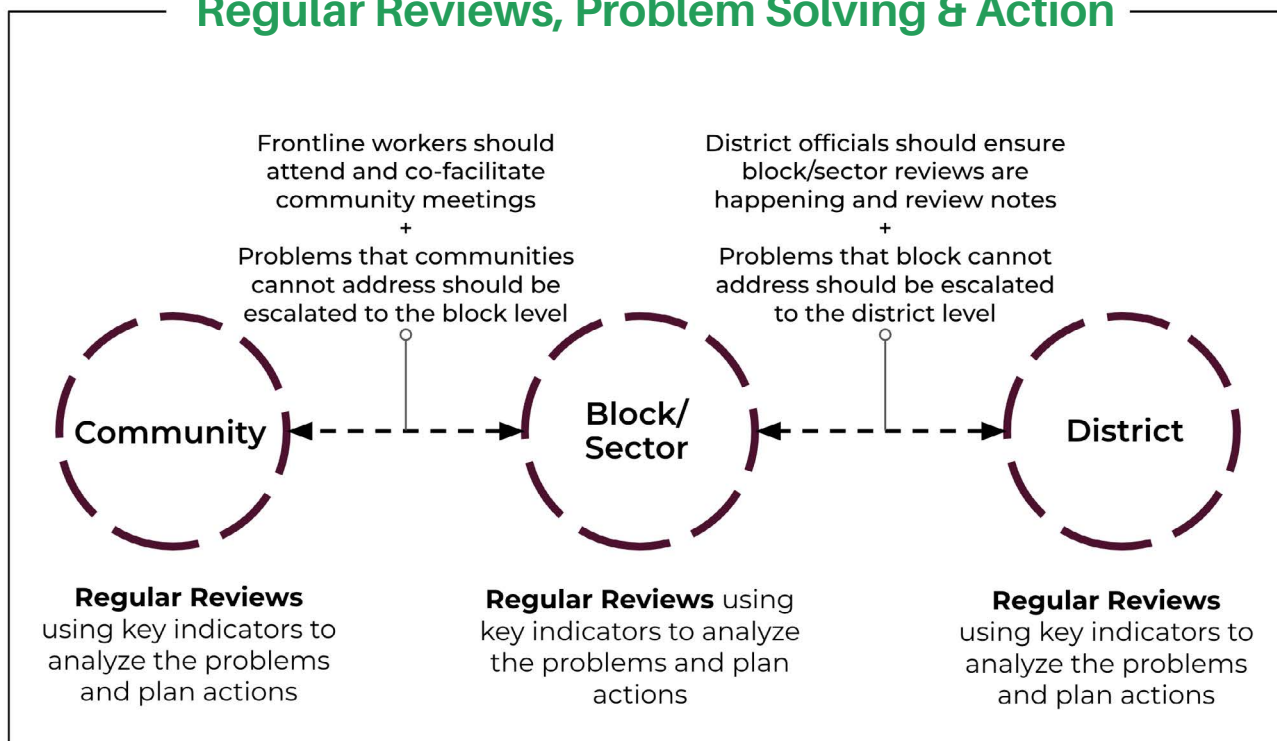 Regular Reviews, Problem Solving & Action
Frontline workers should
attend and co-facilitate
community meetings
+
Problems that communities
cannot address should be
escalated to the block level
District officials should ensure
block/sector reviews are
happening and review notes
+
Problems that block cannot
address should be escalated
to the district level
Community
Block/
Sector
District
Regular Reviews
using key indicators to
analyze the problems
and plan actions
Regular Reviews using
key indicators to analyze
the problems and plan
actions
Regular Reviews
using key indicators to
analyze the problems
and plan actions